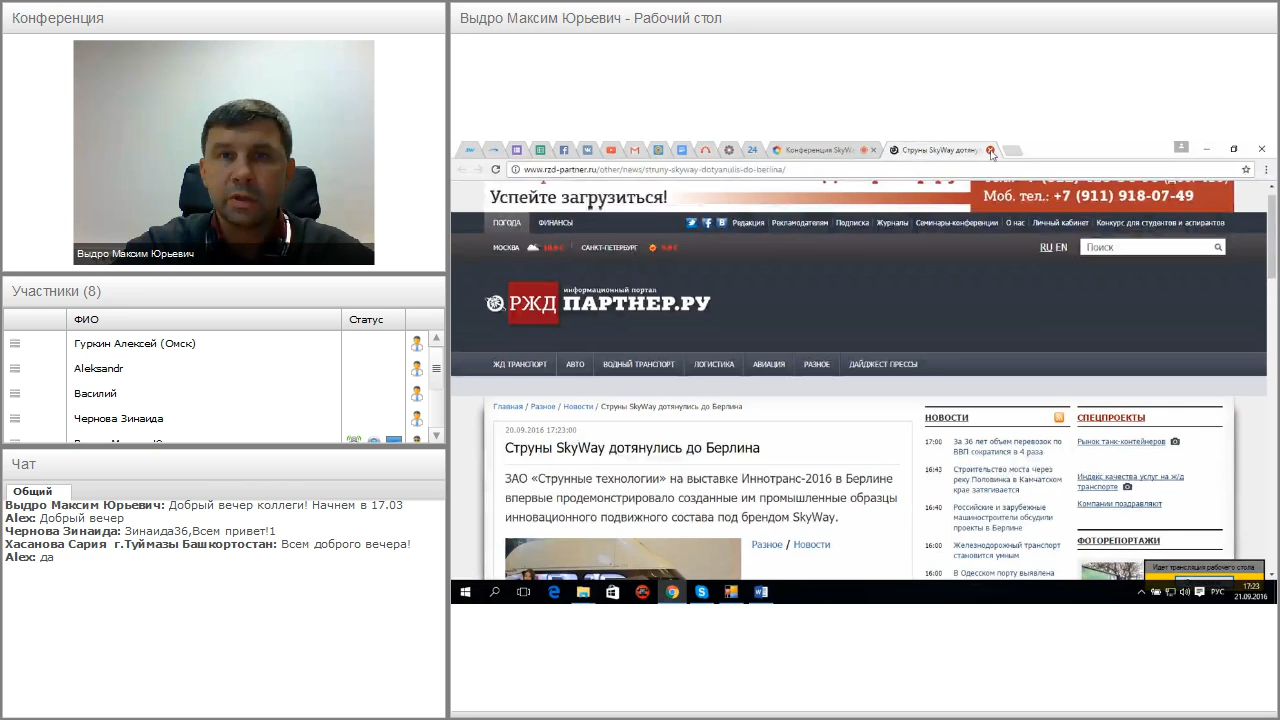 Конференция
Выдро Максим Юрьевич
Участники (8)
ФИО
Статус
Гуркин Алексей (Омск)
Aleksandr
Василий
Чернова Зинаида
Чат
Общий
Выдро Максим Юрьевич: Добрый вечер коллеги! Начнем в 17.03
Alex: Добрый вечер
Чернова Зинаида: Зинаида36,Всем привет!1
Хасанова Сария г.Туймазы Башкортостан: Всем доброго вечера!
Alex: да
Выдро Максим Юрьевич - Рабочий стол
24
Конференция SkyWa
Струны SkyWay дотяну
www.rzd-partner.ru/other/news/struny-skyway-dotyanulis-do-berlina/
Успейте загрузиться!
Моб. тел.: +7 (911) 918-07-49
ПОГОДА ФИНАНСЫ
Редакция Рекламодателям Подписка Журналы Семинары-конференции О нас Личный кабинет Конкурс для студентов и аспирантов
МОСКВА
САНКТ-ПЕТЕРБУРГ
RU EN
Поиск
информационный портал
РЖД ПАРТНЕР.РУ
ЖД ТРАНСПОРТ АВТО ВОДНЫЙ ТРАНСПОРТ ЛОГИСТИКА АВИАЦИЯ РАЗНОЕ ДАЙДЖЕСТ ПРЕССЫ
Главная / Разное / Новости / Струны SkyWay дотянулись до Берлина
20.09.2016 17:23:00
Струны SkyWay дотянулись до Берлина
ЗАО «Струнные технологии» на выставке Иннотранс-2016 в Берлине
впервые продемонстрировало созданные им промышленные образцы
инновационного подвижного состава под брендом SkyWay.
Разное / Новости
НОВОСТИ
17:00 За 36 лет объем перевозок по
ВВП сократился в 4 раза
16:43 Строительство моста через
реку Половинка в Камчатском
крае затягивается
16:40 Российские и зарубежные
машиностроители обсудили
проекты в Берлине
16:00 Железнодорожный транспорт
становится умным
16:00 В Одесском порту выявлена
СПЕЦПРОЕКТЫ
Рынок танк-контейнеров
Индекс качества услуг на ж/д
транспорте
Компании поздравляют
ФОТОРЕПОРТАЖИ
Идет трансляция рабочего стола
РУС
17:23
21.09.2016